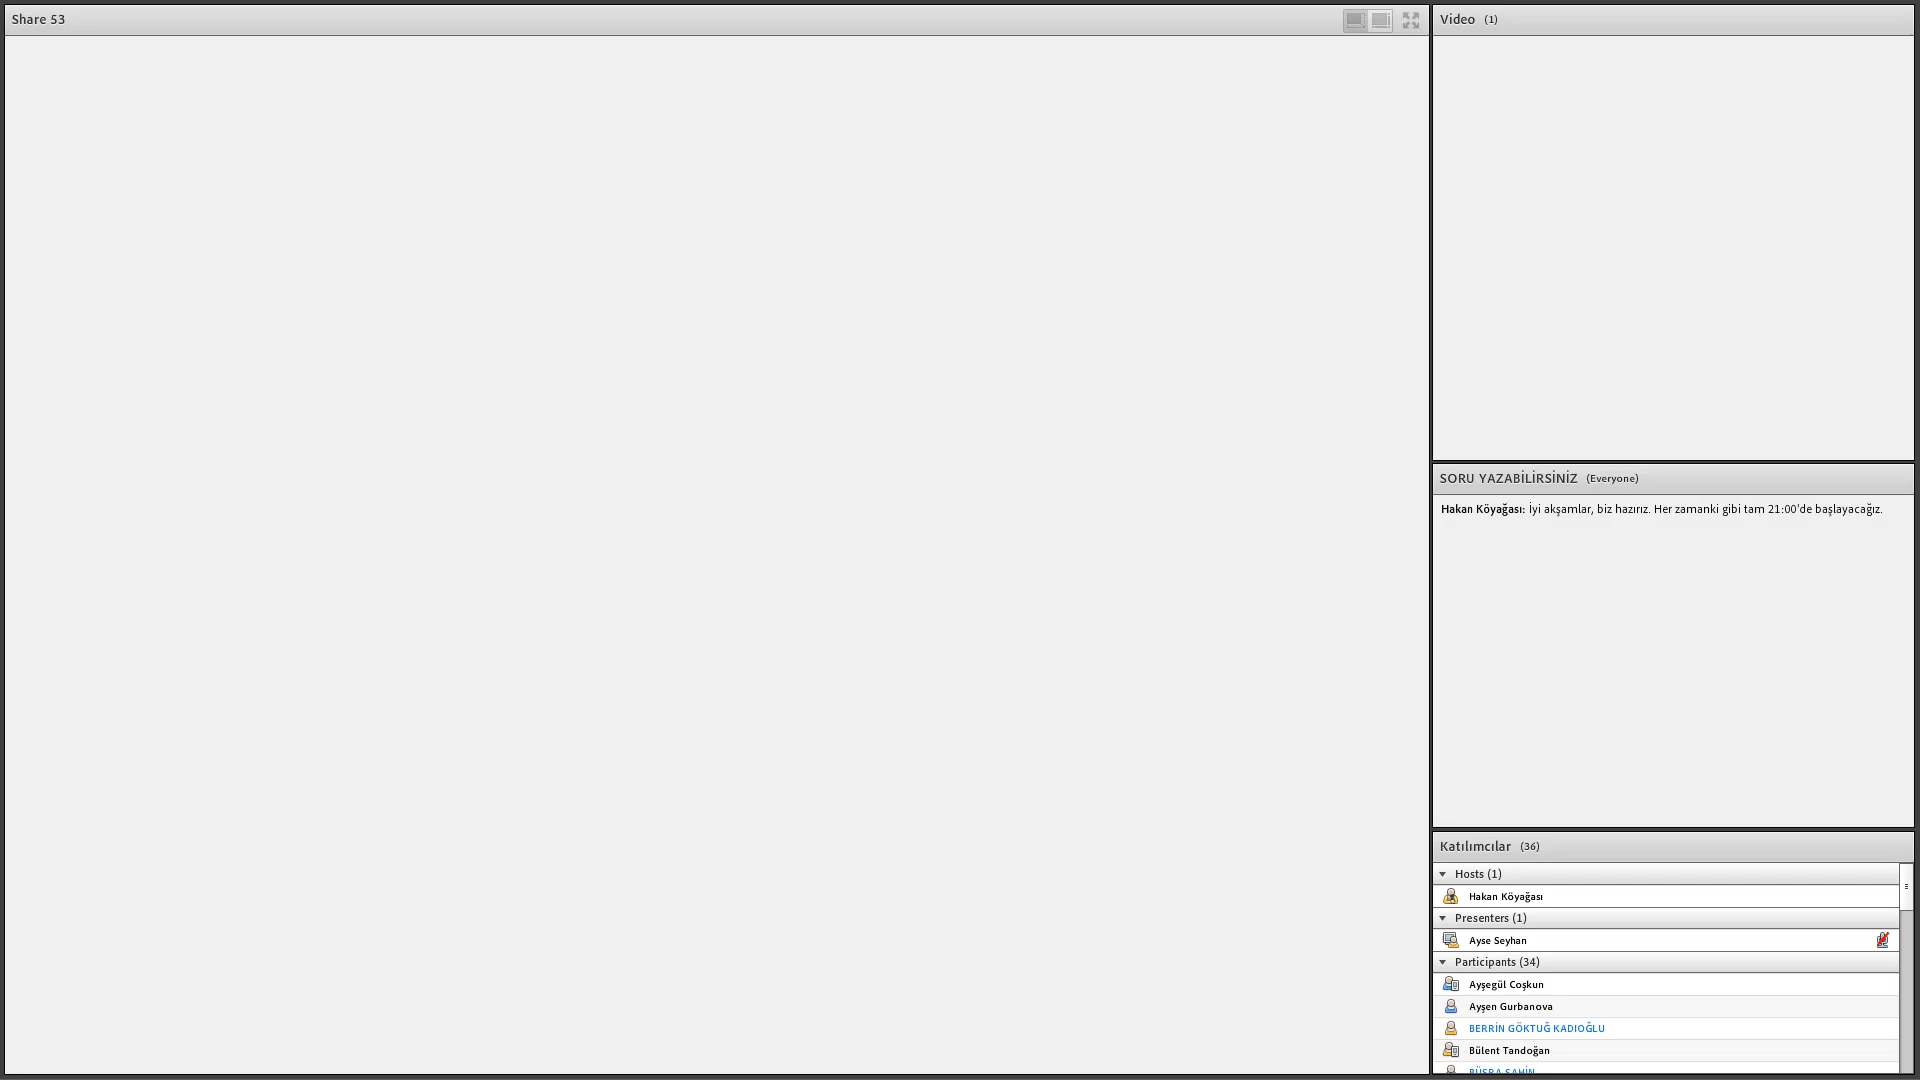 Share 53
Video (1)
SORU YAZABİLİRSİNİZ (Everyone)
Hakan Köyağası: İyi akşamlar, biz hazırız. Her zamanki gibi tam 21:00'de başlayacağız.
Katılımcılar (36)
Hosts (1)
Hakan Köyağası
Presenters (1)
Ayse Seyhan
Participants (34)
Ayşegül Coşkun
Ayşen Gurbanova
BERRİN GÖKTUĞ KADIOĞLU
Bülent Tandoğan
BÜŞRA ŞAHİN